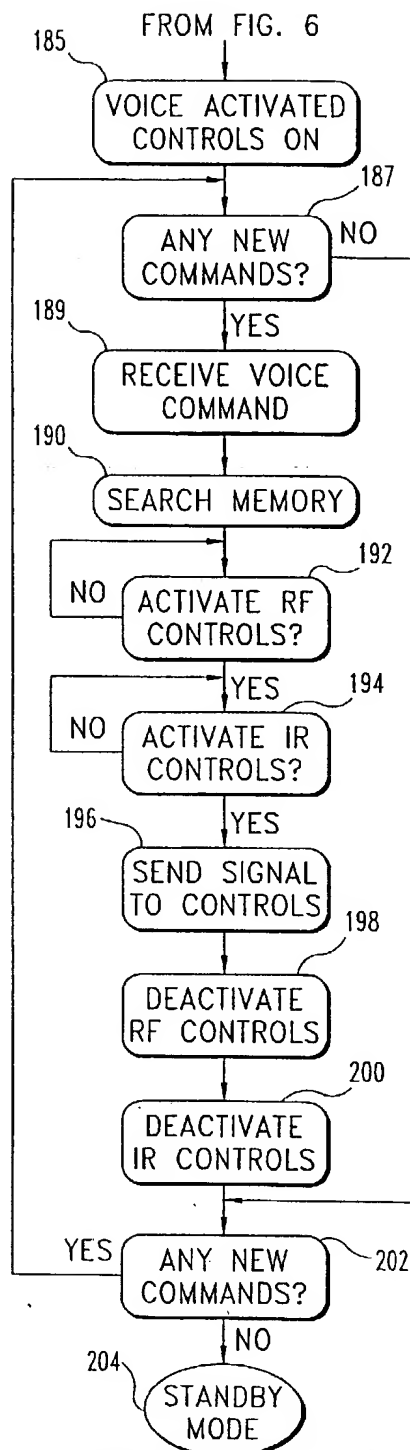 FROM FIG. 6
185
VOICE ACTIVATED
CONTROLS ON
187
ANY NEW
COMMANDS?
NO
YES
189
RECEIVE VOICE
COMMAND
190
SEARCH MEMORY
192
NO
ACTIVATE RF
CONTROLS?
YES
194
NO
ACTIVATE IR
CONTROLS?
YES
196
SEND SIGNAL
TO CONTROLS
198
DEACTIVATE
RF CONTROLS
200
DEACTIVATE
IR CONTROLS
YES
ANY NEW
COMMANDS?
202
NO
204
STANDBY
MODE